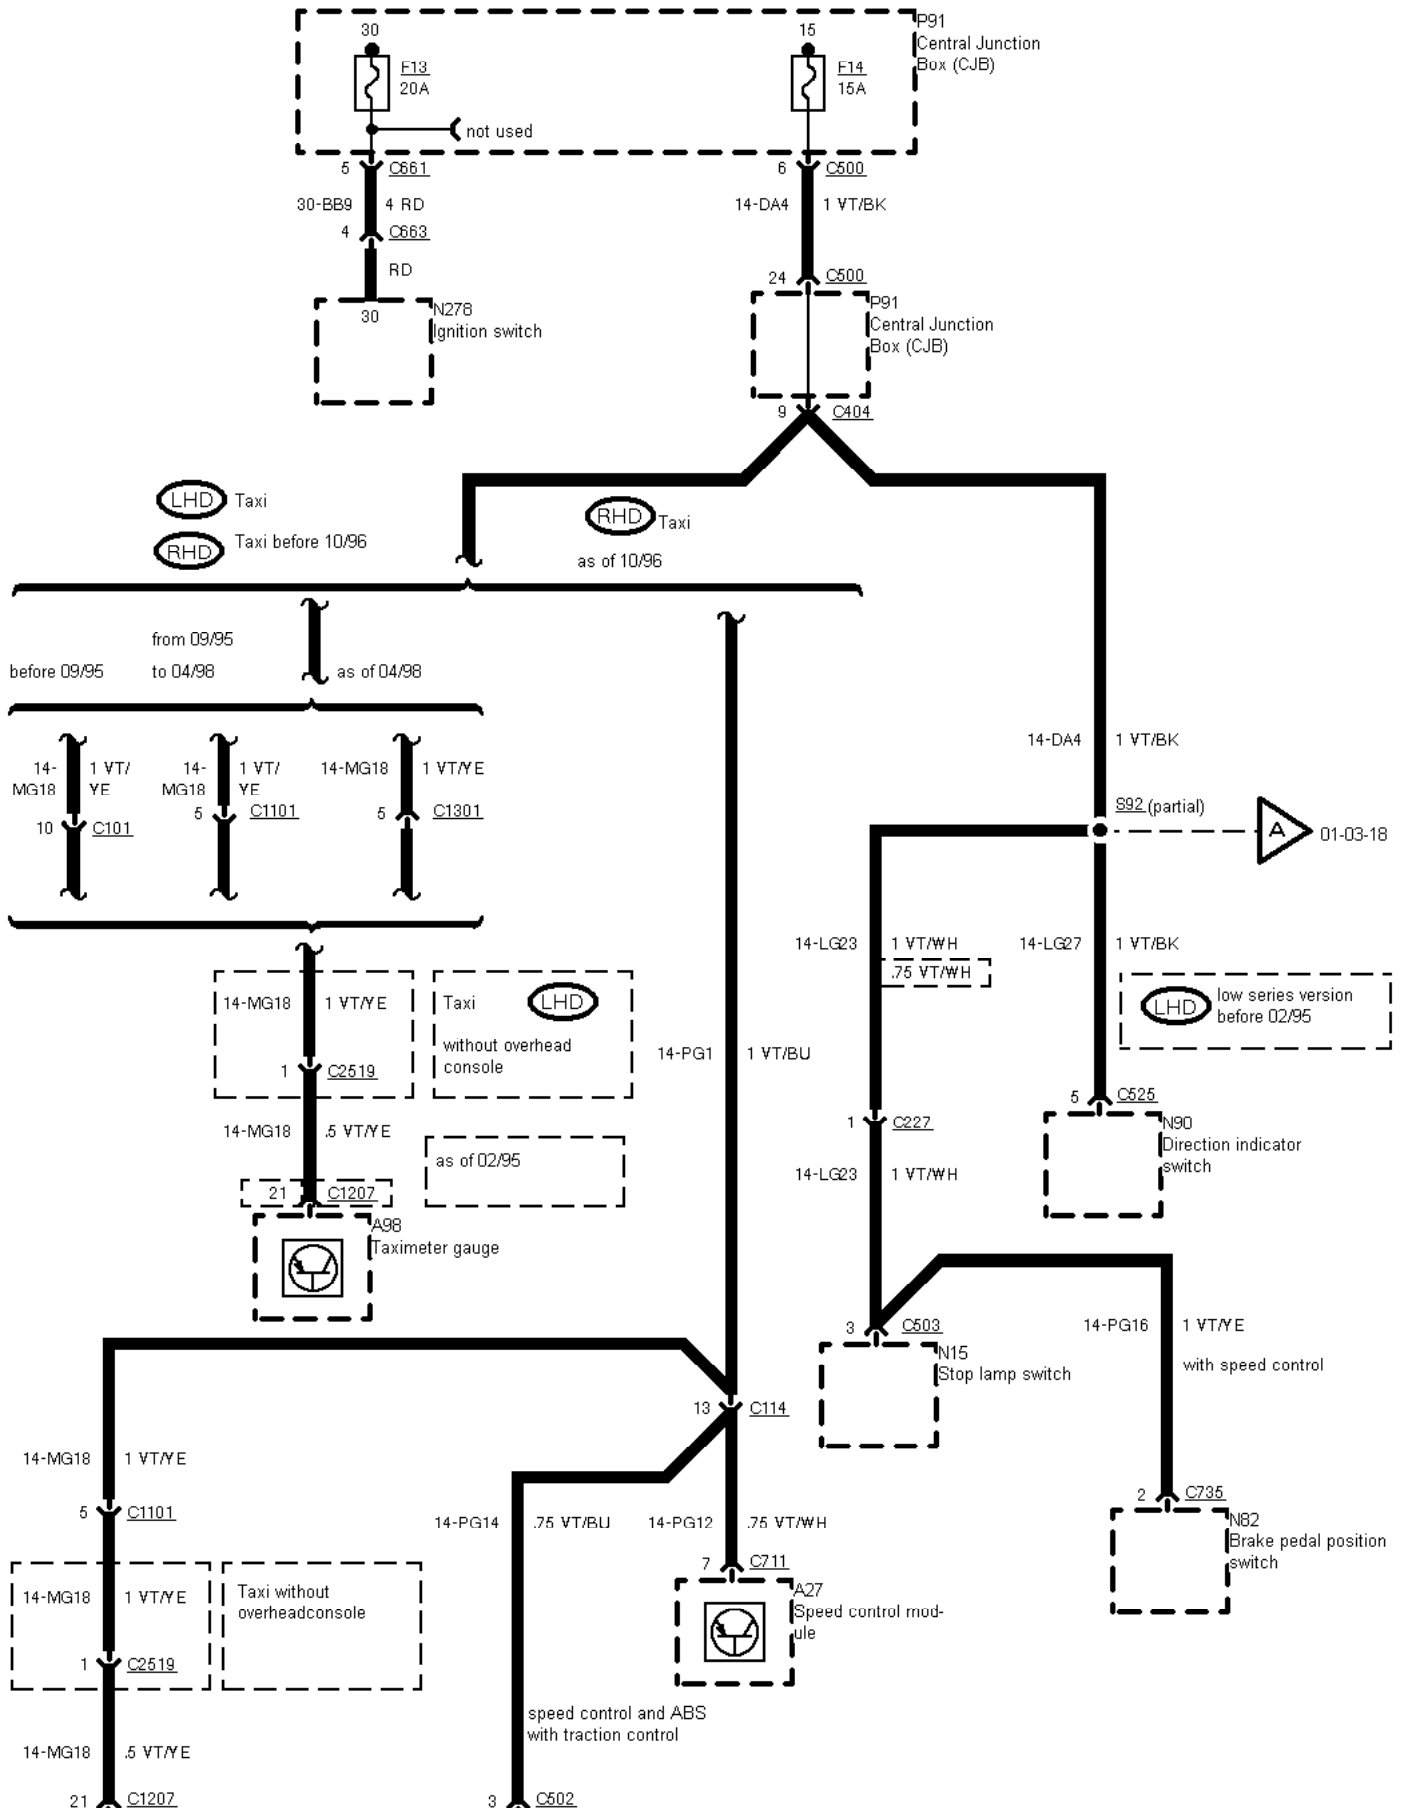 30
15
P91
Central Junction
Box (CJB)
F13
20A
F14
15A
not used
5 C661
6 C500
30-BB9 4 RD
14-DA4 1 VT/BK
4 C663
RD
24 C500
30
N278
Ignition switch
P91
Central Junction
Box (CJB)
9 C404
LHD Taxi
RHD Taxi before 10/96
RHD Taxi
as of 10/96
before 09/95
from 09/95
to 04/98
as of 04/98
14-
MG18
1 VT/
YE
10 C101
14-
MG18
1 VT/
YE
5 C1101
14-MG18 1 VT/YE
5 C1301
14-DA4 1 VT/BK
S92 (partial)
A
01-03-18
14-LG23 1 VT/WH
.75 VT/WH
14-LG27 1 VT/BK
LHD
low series version
before 02/95
14-MG18 1 VT/YE
1 C2519
Taxi LHD
without overhead
console
14-PG1 1 VT/BU
14-MG18 .5 VT/YE
as of 02/95
21 C1207
A98
Taximeter gauge
1 C227
14-LG23 1 VT/WH
5 C525
N90
Direction indicator
switch
3 C503
N15
Stop lamp switch
14-PG16 1 VT/YE
with speed control
2 C735
N82
Brake pedal position
switch
13 C114
14-MG18 1 VT/YE
5 C1101
14-MG18 1 VT/YE
1 C2519
Taxi without
overheadconsole
14-MG18 .5 VT/YE
21 C1207
14-PG14 .75 VT/BU
14-PG12 .75 VT/WH
7 C711
A27
Speed control mod-
ule
speed control and ABS
with traction control
3 C502